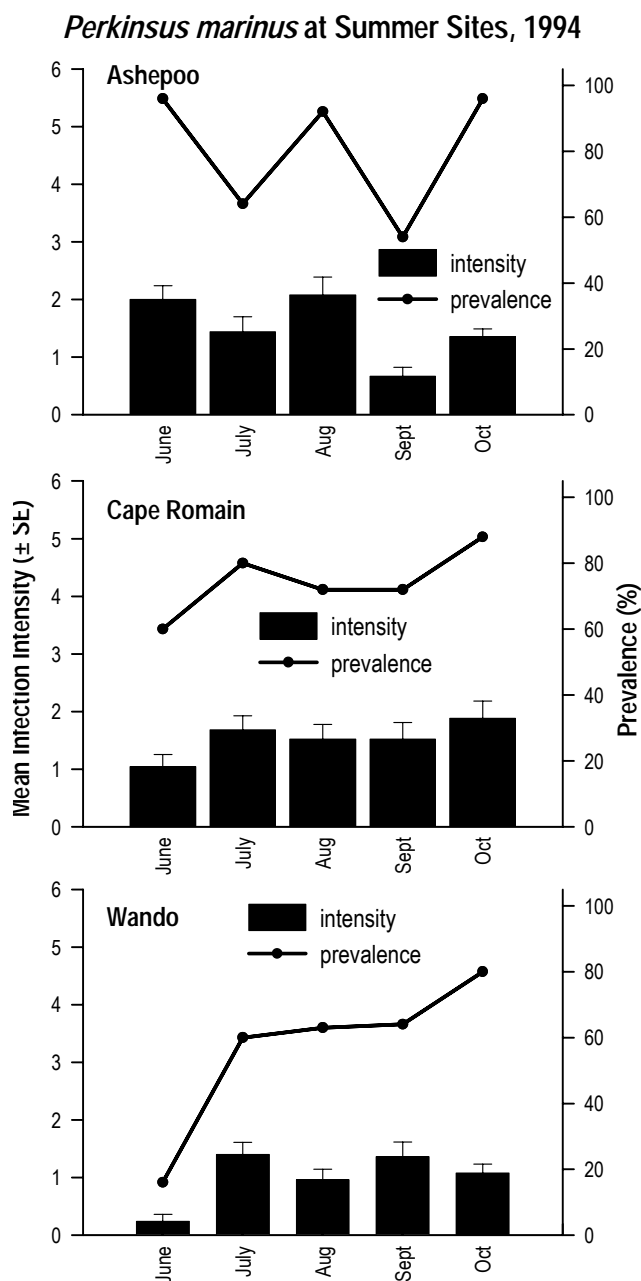 Perkinsus marinus at Summer Sites, 1994
Ashepoo
6
5
4
3
2
1
0
100
80
60
40
20
0
intensity
prevalence
June
July
Aug
Sept
Oct
Mean Infection Intensity (± SE)
Prevalence (%)
Cape Romain
6
5
4
3
2
1
0
100
80
60
40
20
0
intensity
prevalence
June
July
Aug
Sept
Oct
Wando
6
5
4
3
2
1
0
100
80
60
40
20
0
intensity
prevalence
June
July
Aug
Sept
Oct